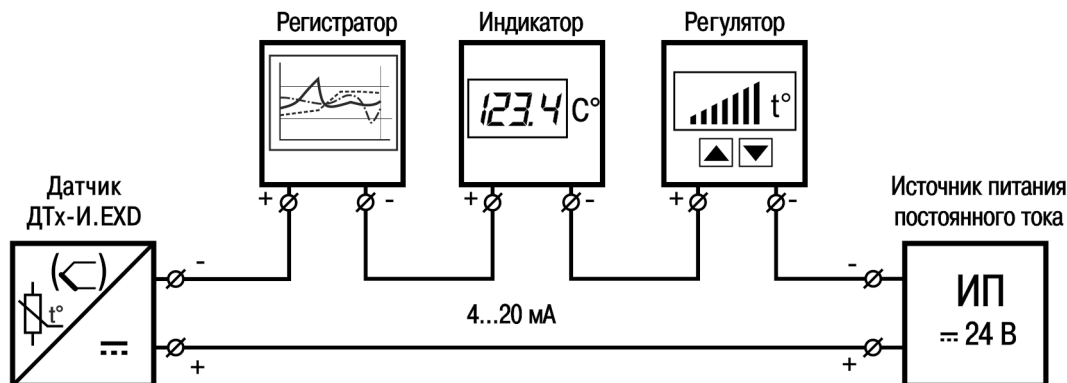 Регистратор
Индикатор
Регулятор
123.4 C°
t°
+ -
+ -
+ -
Датчик
ДТх-И.EXD
Источник питания
постоянного тока
t°
-
+
4...20 мА
-
+
ИП
24 В